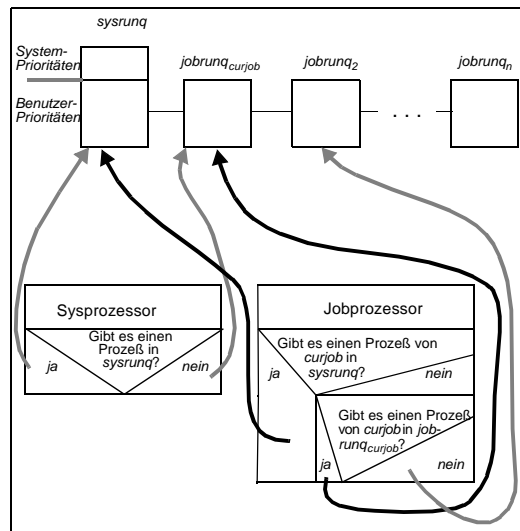 sysrunq
System-
Prioritäten
jobrunqcurjob
jobrunq2
jobrunqn
Benutzer-
Prioritäten
. . .
Sysprozessor
Gibt es einen
Prozeß in
sysrunq?
ja
nein
Jobprozessor
Gibt es einen Prozeß von
curjob in
sysrunq?
ja
nein
Gibt es einen Prozeß
von curjob in job-
runqcurjob?
ja
nein